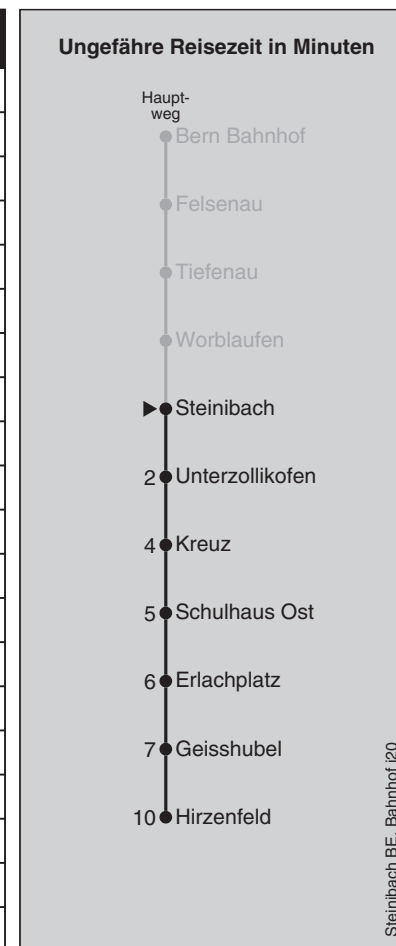 Ungefähre Reisezeit in Minuten
Haupt-
weg
Bern Bahnhof
Felsenau
Tiefenau
Worblaufen
Steinibach
2 Unterzollikofen
4 Kreuz
5 Schulhaus Ost
6 Erlachplatz
7 Geisshubel
10 Hirzenfeld
Steinibach BE, Bahnhof i20